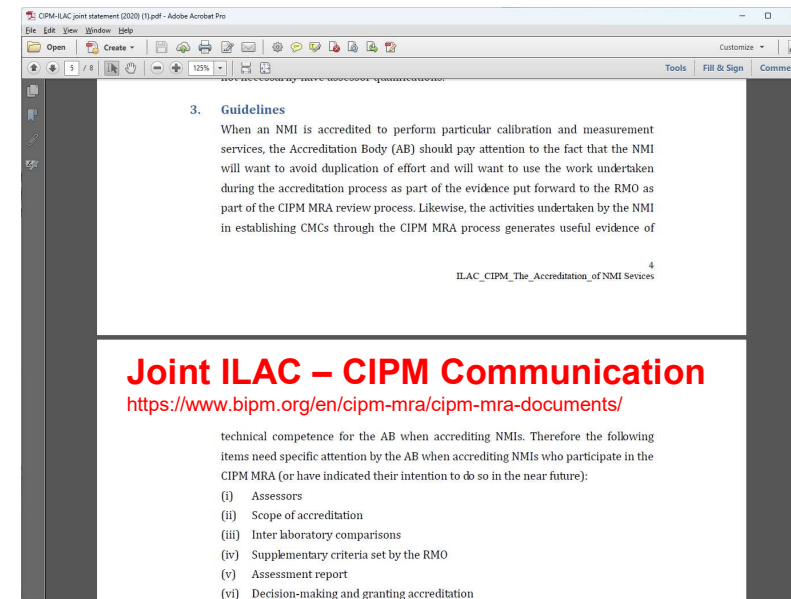 CIPM-ILAC joint statement (2020) (1).pdf - Adobe Acrobat Pro
File Edit View Window Help
Open Create Customize
5 / 8 125% Tools Fill & Sign Comme
not necessarily have assessor qualifications.
3. Guidelines
When an NMI is accredited to perform particular calibration and measurement
services, the Accreditation Body (AB) should pay attention to the fact that the NMI
will want to avoid duplication of effort and will want to use the work undertaken
during the accreditation process as part of the evidence put forward to the RMO as
part of the CIPM MRA review process. Likewise, the activities undertaken by the NMI
in establishing CMCs through the CIPM MRA process generates useful evidence of
4
ILAC_CIPM_The_Accreditation_of NMI Sevices
Joint ILAC – CIPM Communication
https://www.bipm.org/en/cipm-mra/cipm-mra-documents/
technical competence for the AB when accrediting NMIs. Therefore the following
items need specific attention by the AB when accrediting NMIs who participate in the
CIPM MRA (or have indicated their intention to do so in the near future):
(i) Assessors
(ii) Scope of accreditation
(iii) Inter laboratory comparisons
(iv) Supplementary criteria set by the RMO
(v) Assessment report
(vi) Decision-making and granting accreditation